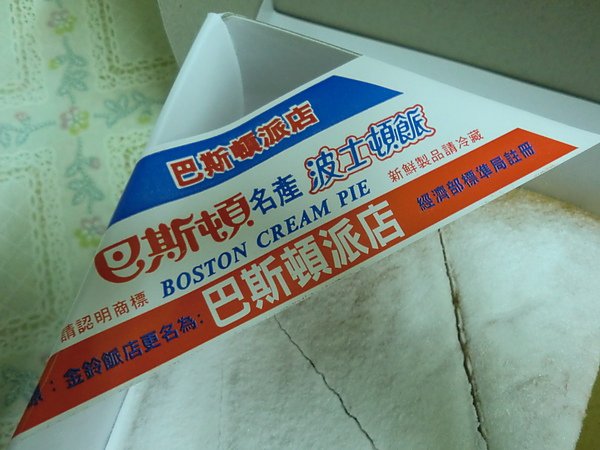 巴斯頓派店
巴斯頓名產 波士頓飯
BOSTON CREAM PIE
新鮮製品請冷藏
請認明商標
經濟部標準局註冊
：金鈴飯店更名為：巴斯頓派店